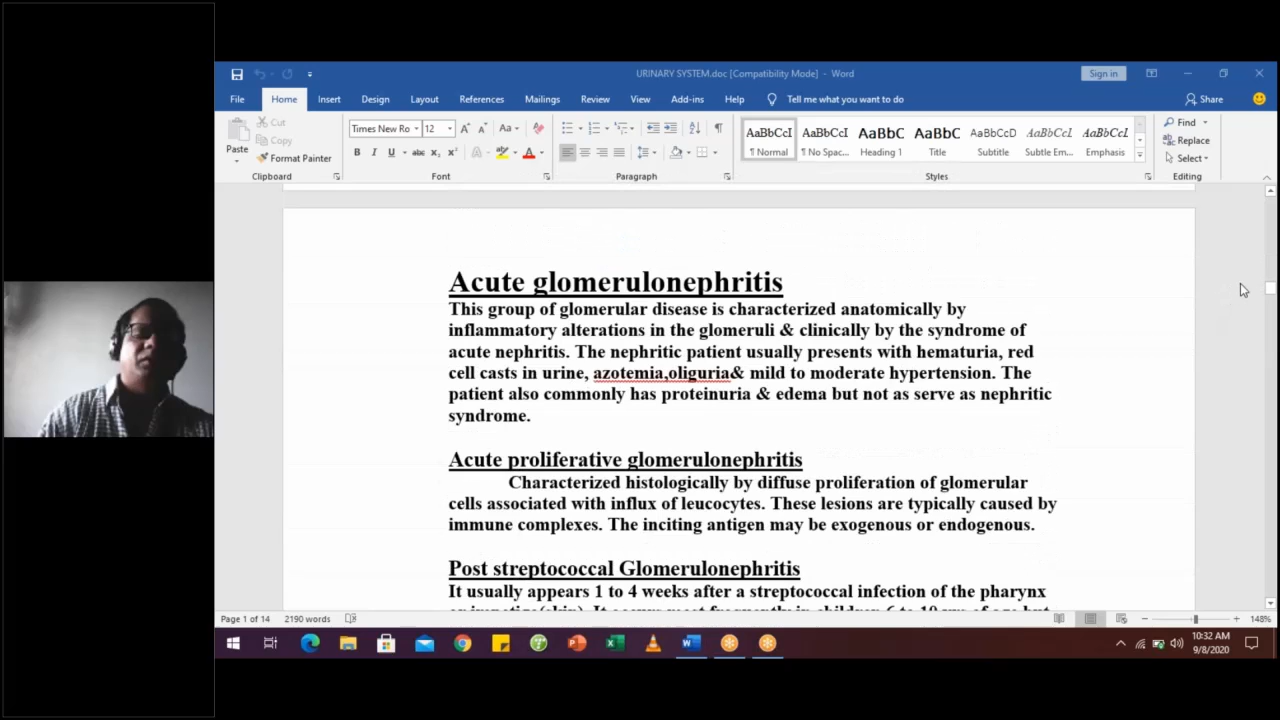 URINARY SYSTEM.doc [Compatibility Mode] - Word
Sign in
File Home Insert Design Layout References Mailings Review View Add-ins Help Tell me what you want to do
Share
Paste
Cut
Copy
Format Painter
Clipboard
Times New Ro 12
Font
Paragraph
AaBbCcI AaBbCcI AaBbC AaBbC AaBbCcD AaBbCcI AaBbCcI
¶ Normal ¶ No Spac... Heading 1 Title Subtitle Subtle Em... Emphasis
Styles
Find
Replace
Select
Editing
Acute glomerulonephritis
This group of glomerular disease is characterized anatomically by
inflammatory alterations in the glomeruli & clinically by the syndrome of
acute nephritis. The nephritic patient usually presents with hematuria, red
cell casts in urine, azotemia,oliguria& mild to moderate hypertension. The
patient also commonly has proteinuria & edema but not as serve as nephritic
syndrome.
Acute proliferative glomerulonephritis
Characterized histologically by diffuse proliferation of glomerular
cells associated with influx of leucocytes. These lesions are typically caused by
immune complexes. The inciting antigen may be exogenous or endogenous.
Post streptococcal Glomerulonephritis
It usually appears 1 to 4 weeks after a streptococcal infection of the pharynx
Page 1 of 14 2190 words
148%
10:32 AM
9/8/2020